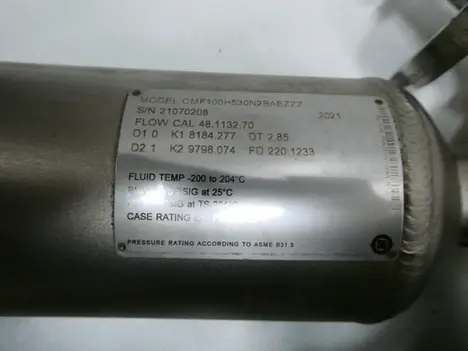 MODEL CMF100H530N2BAEZZZ
S/N 21070208 2021
FLOW CAL 48.1132.70
D1 0 K1 8184.277 DT 2.85
D2 1 K2 9798.074 FD 220.1233
FLUID TEMP -200 to 204°C
at 25°C
at
CASE RATING
PRESSURE RATING ACCORDING TO ASME B31.3